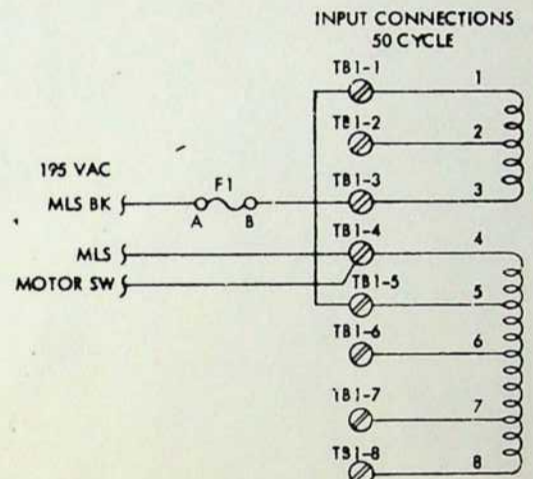 INPUT CONNECTIONS
50 CYCLE
TB1-1
1
TB1-2
2
195 VAC
F1
TB1-3
3
MLS BK
A
B
TB1-4
4
MLS
MOTOR SW
TB1-5
5
TB1-6
6
TB1-7
7
TB1-8
8